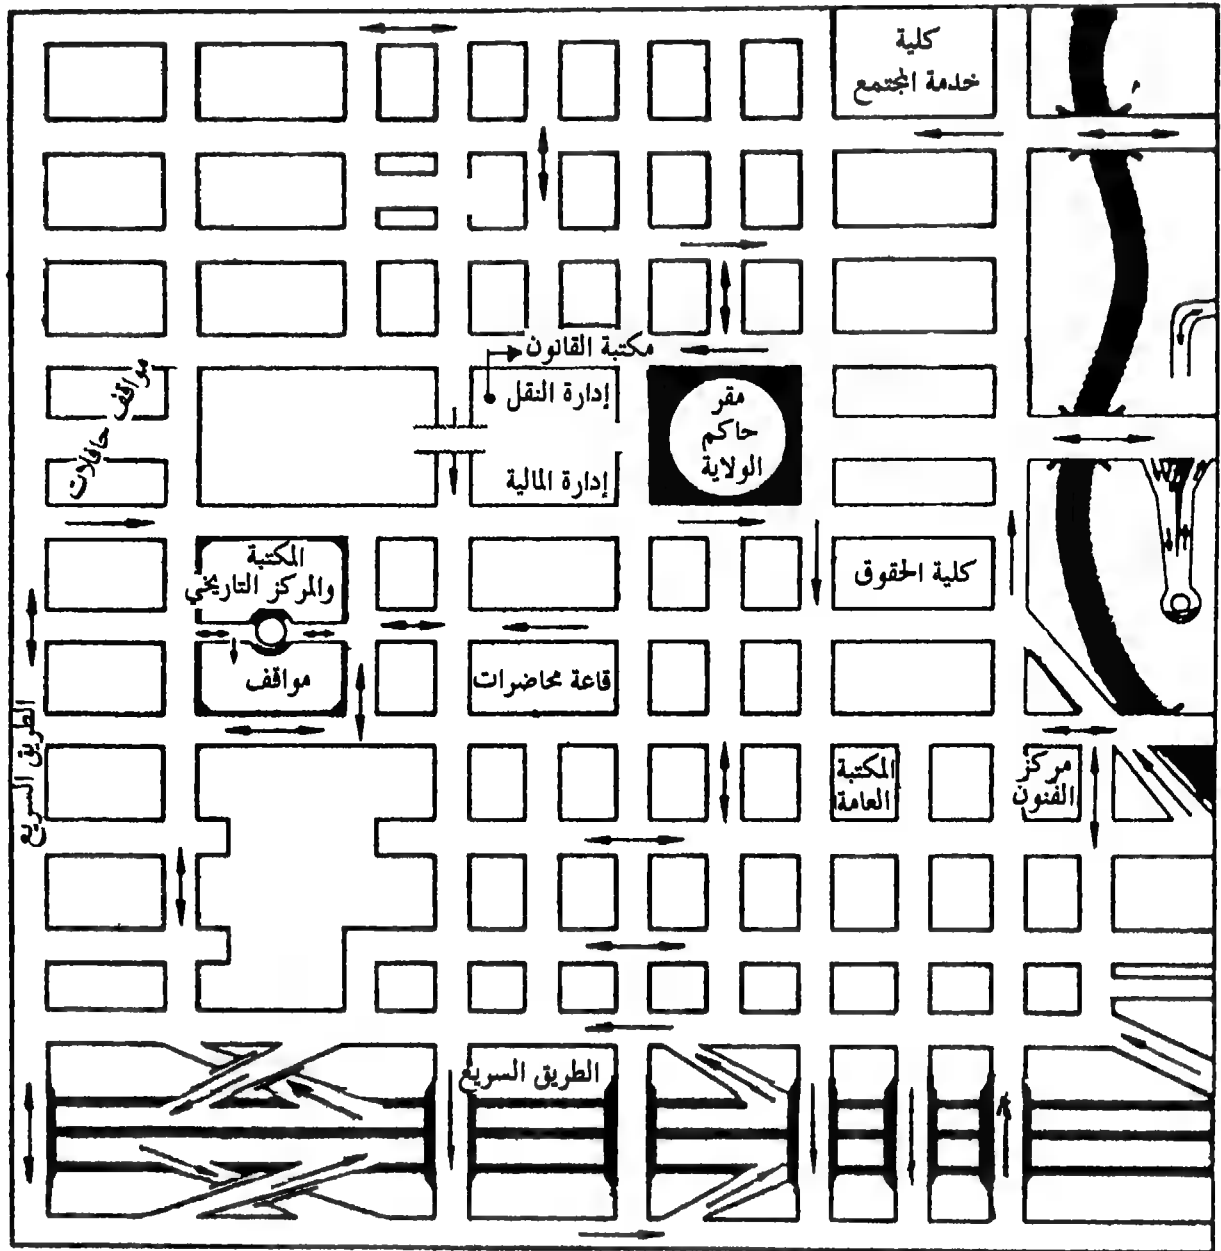 كلية
خدمة المجتمع
مكتبة القانون
إدارة النقل
إدارة المالية
مقر
حاكم
الولاية
مواقف حافلات
المكتبة
والمركز التاريخي
مواقف
كلية الحقوق
قاعة محاضرات
الطريق السريع
المكتبة
العامة
مركز
الفنون
الطريق السريع